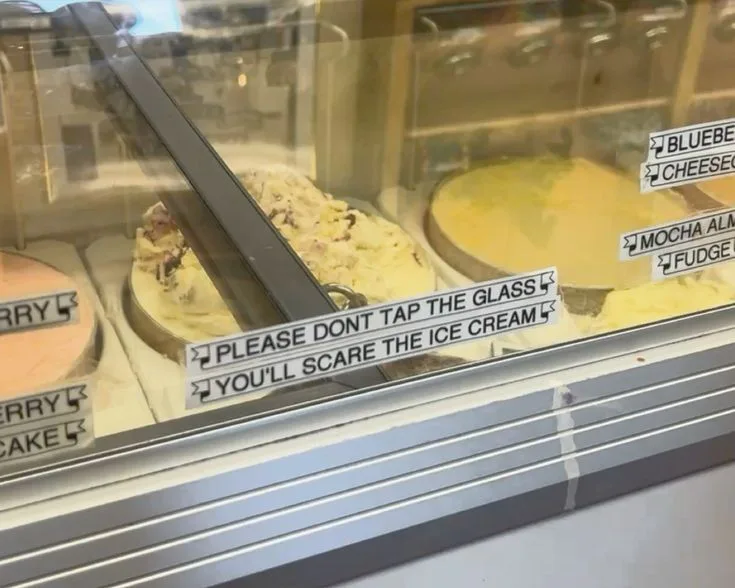 PLEASE DONT TAP THE GLASS
YOU'LL SCARE THE ICE CREAM
BLUEBE
CHEESEC
MOCHA ALM
FUDGE
RRY
ERRY
CAKE